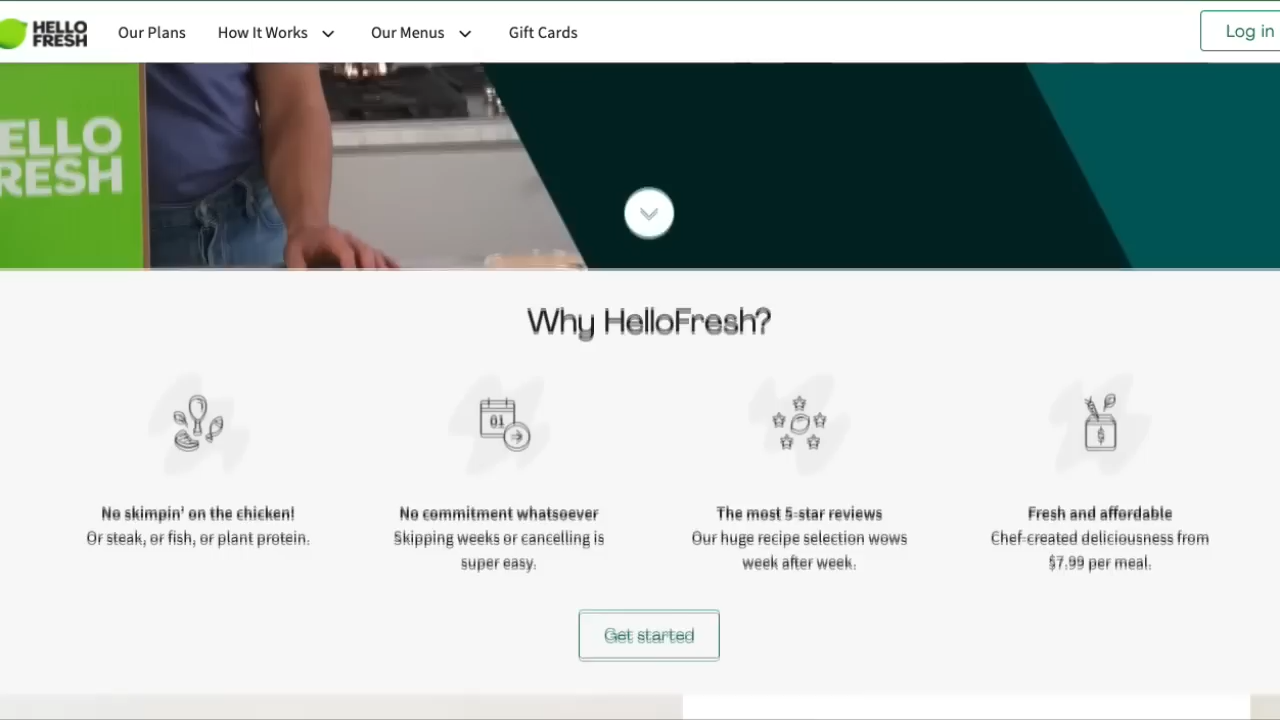 HELLO
FRESH
Our Plans
How It Works
Our Menus
Gift Cards
Log in
ELLO
RESH
Why HelloFresh?
01
$
No skimpin' on the chicken!
Or steak, or fish, or plant protein.
No commitment whatsoever
Skipping weeks or cancelling is
super easy.
The most 5-star reviews
Our huge recipe selection wows
week after week.
Fresh and affordable
Chef-created deliciousness from
$7.99 per meal.
Get started